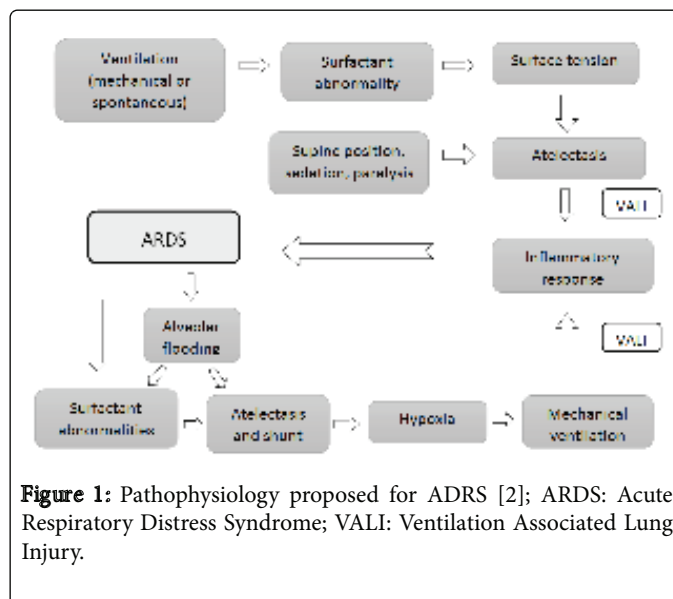 Ventilation
(mechanical or
spontaneous)
Surfactant
abnormality
Surface tension
Supine position,
sedation, paralysis
Atelectasis
VALI
ARDS
Inflammatory
response
VALI
Alveolar
flooding
Surfactant
abnormalities
Atelectasis
and shunt
Hypoxia
Mechanical
ventilation
Figure 1: Pathophysiology proposed for ADRS [2]; ARDS: Acute
Respiratory Distress Syndrome; VALI: Ventilation Associated Lung
Injury.